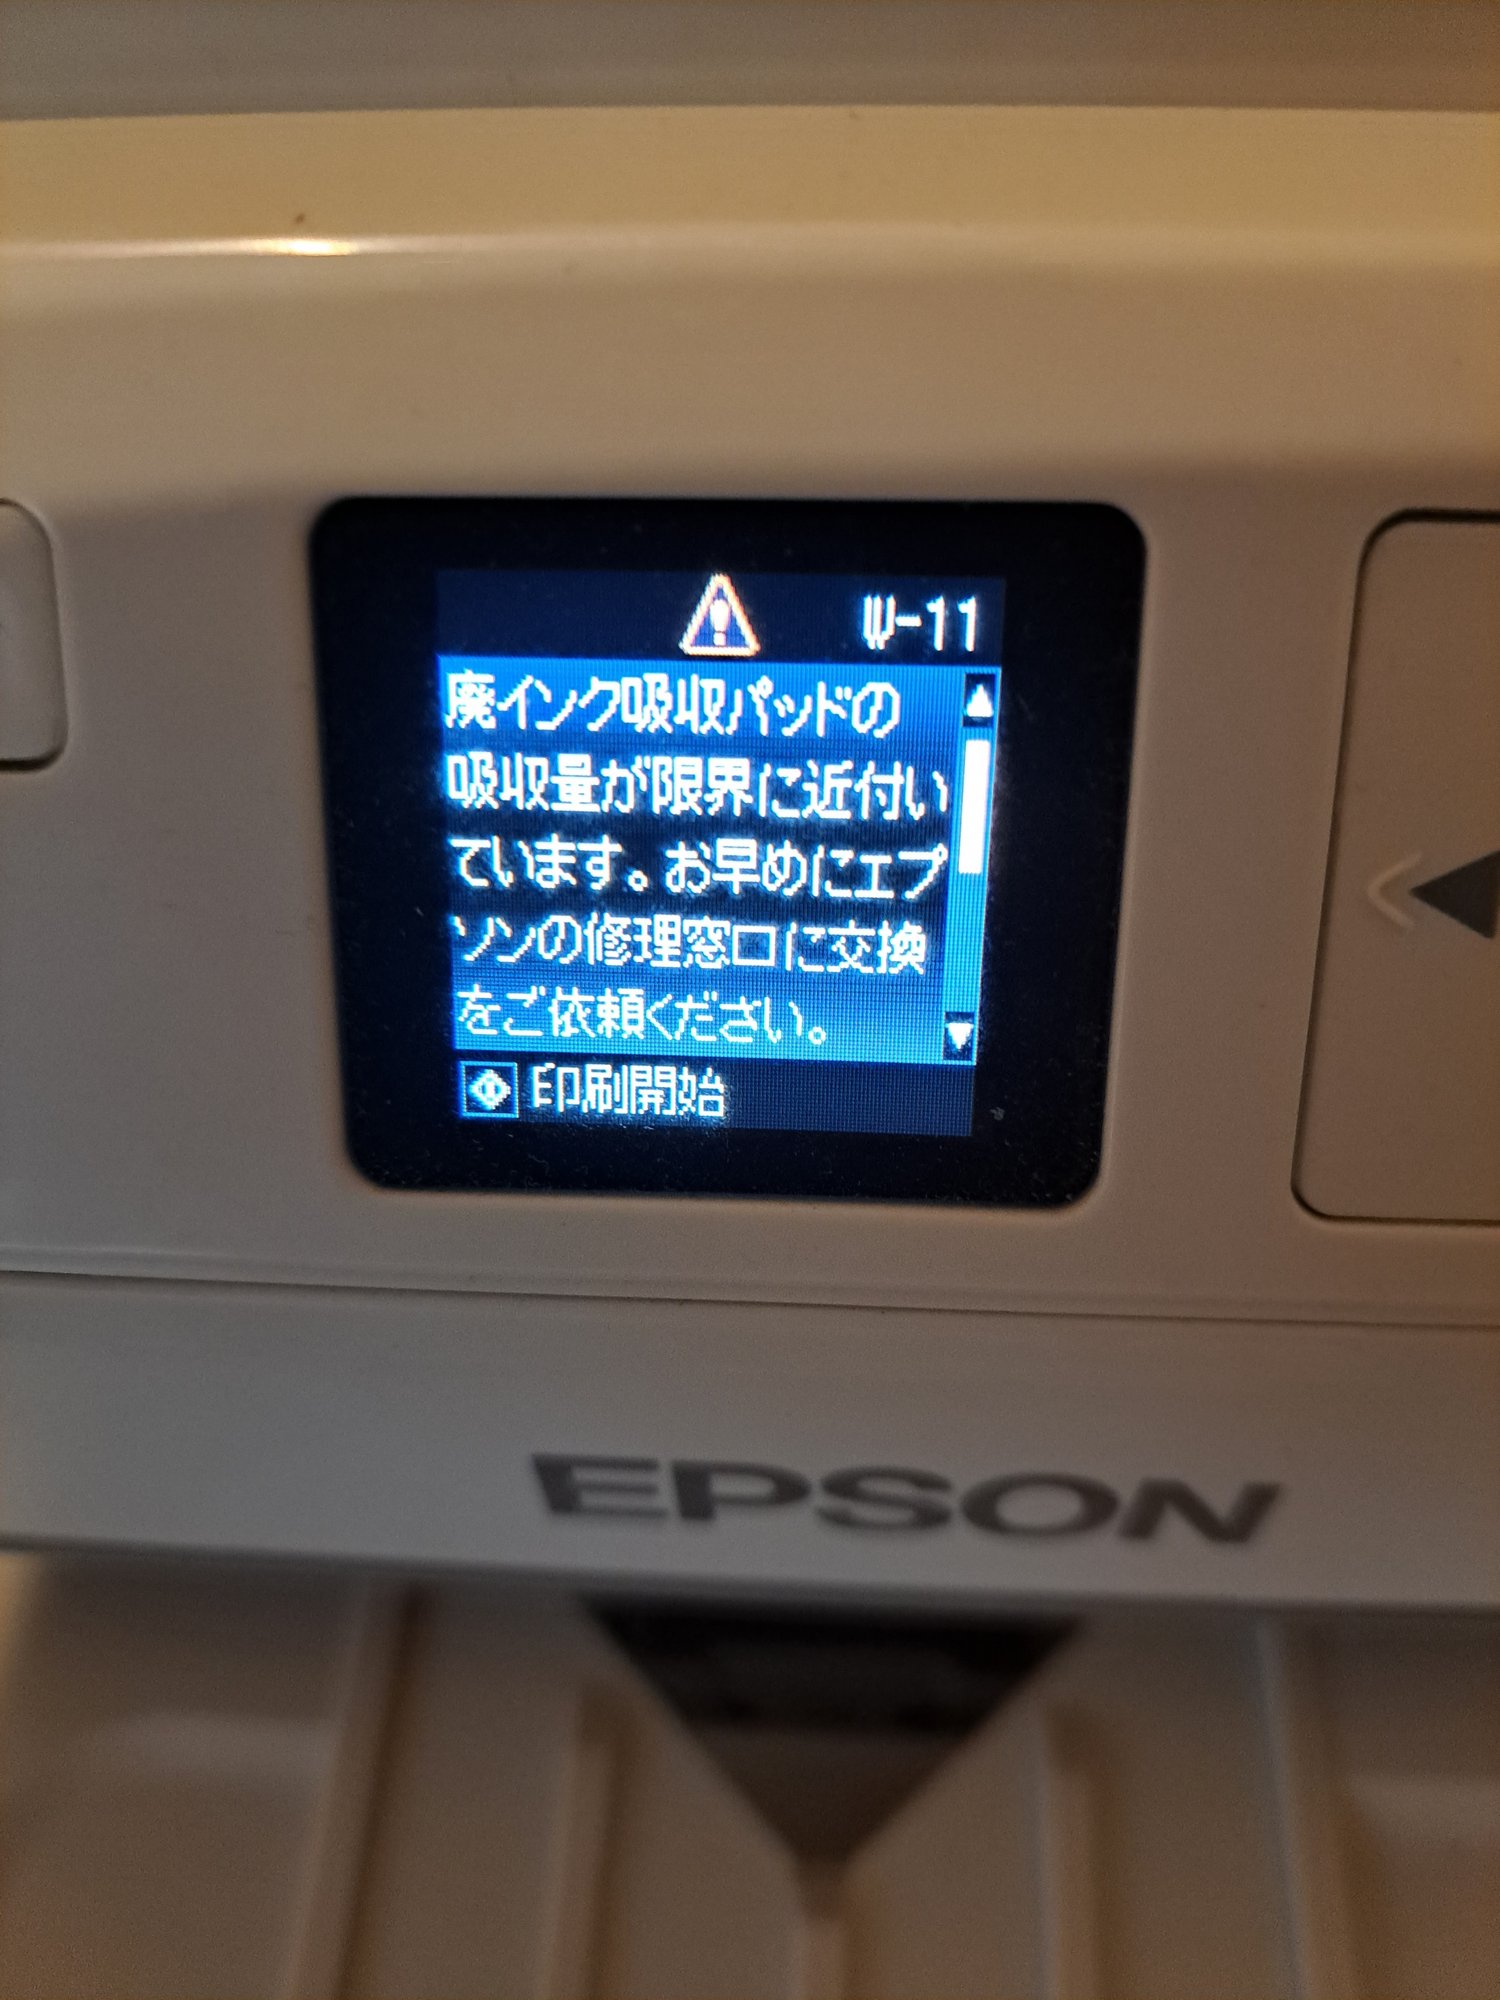 W-11
廃インク吸収パッドの
吸収量が限界に近付い
ています。お早めにエプ
ソンの修理窓口に交換
をご依頼ください。
印刷開始
EPSON